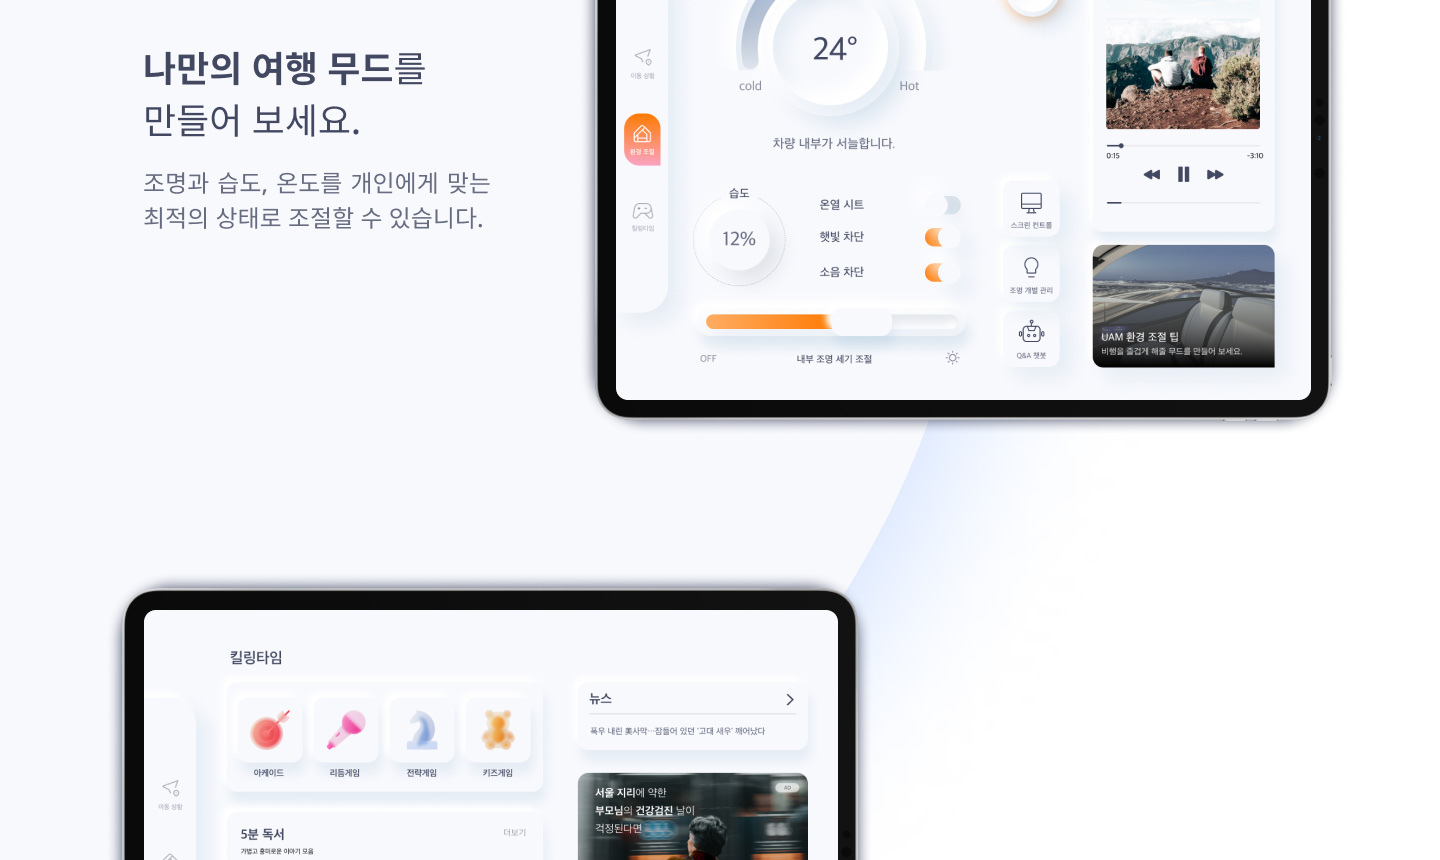 나만의 여행 무드를
만들어 보세요.
조명과 습도, 온도를 개인에게 맞는
최적의 상태로 조절할 수 있습니다.
24°
cold
Hot
차량 내부가 서늘합니다.
이동 상황
환경 조절
킬링타임
습도
12%
온열 시트
햇빛 차단
소음 차단
OFF
내부 조명 세기 조절
스크린 컨트롤
조명 개별 관리
Q&A 챗봇
0:15
-3:10
UAM 환경 조절 팁
비행을 즐겁게 해줄 무드를 만들어 보세요.
킬링타임
아케이드
리듬게임
전략게임
키즈게임
이동 상황
5분 독서
더보기
가볍고 흥미로운 이야기 모음
뉴스
폭우 내린 美사막…잠들어 있던 '고대 새우' 깨어났다
AD
서울 지리에 약한
부모님의 건강검진 날이
걱정된다면